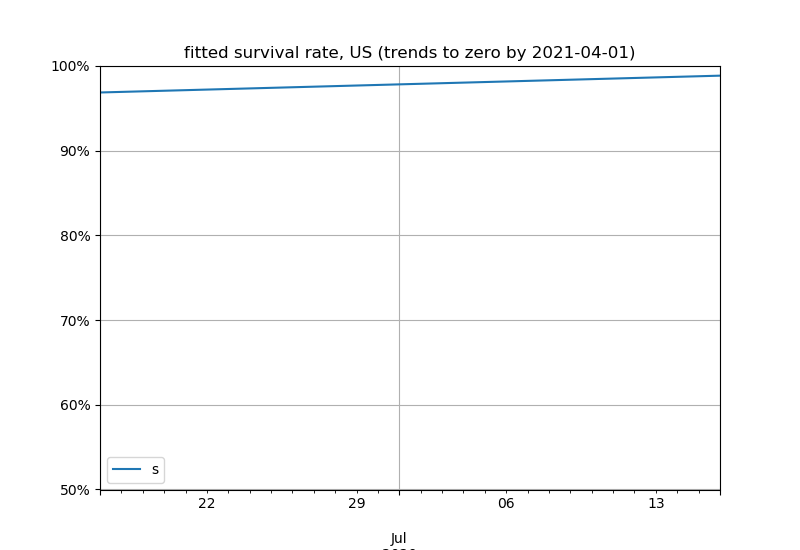 fitted survival rate, US (trends to zero by 2021-04-01)
100%
90%
80%
70%
60%
50%
s
22 29 06 13
Jul